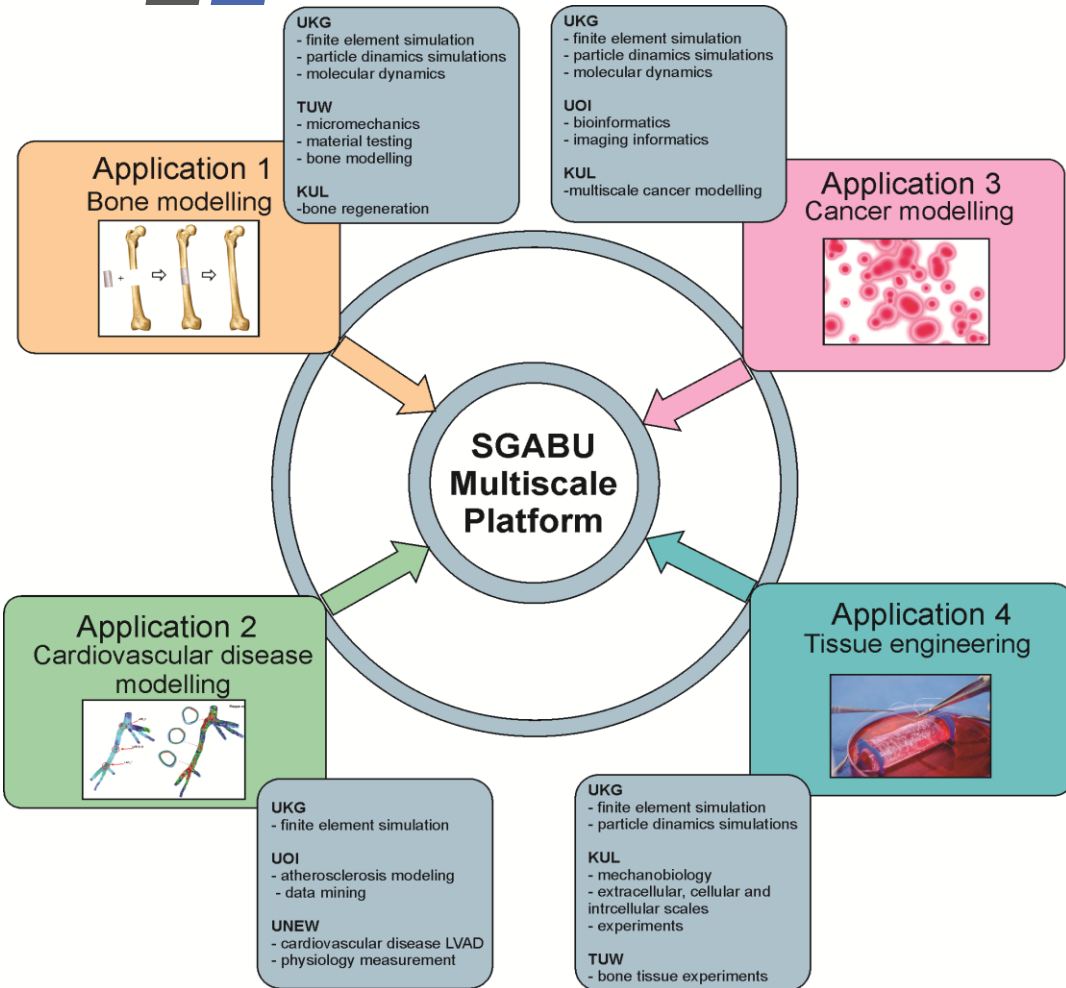 UKG
- finite element simulation
- particle dinamics simulations
- molecular dynamics
TUW
- micromechanics
- material testing
- bone modelling
KUL
-bone regeneration
UKG
- finite element simulation
- particle dinamics simulations
- molecular dynamics
UOI
- bioinformatics
- imaging informatics
KUL
-multiscale cancer modelling
Application 1
Bone modelling
+
Application 3
Cancer modelling
SGABU
Multiscale
Platform
Application 2
Cardiovascular disease
modelling
Application 4
Tissue engineering
UKG
- finite element simulation
UOI
- atherosclerosis modeling
- data mining
UNEW
- cardiovascular disease LVAD
- physiology measurement
UKG
- finite element simulation
- particle dinamics simulations
KUL
- mechanobiology
- extracellular, cellular and
intrcellular scales
- experiments
TUW
- bone tissue experiments